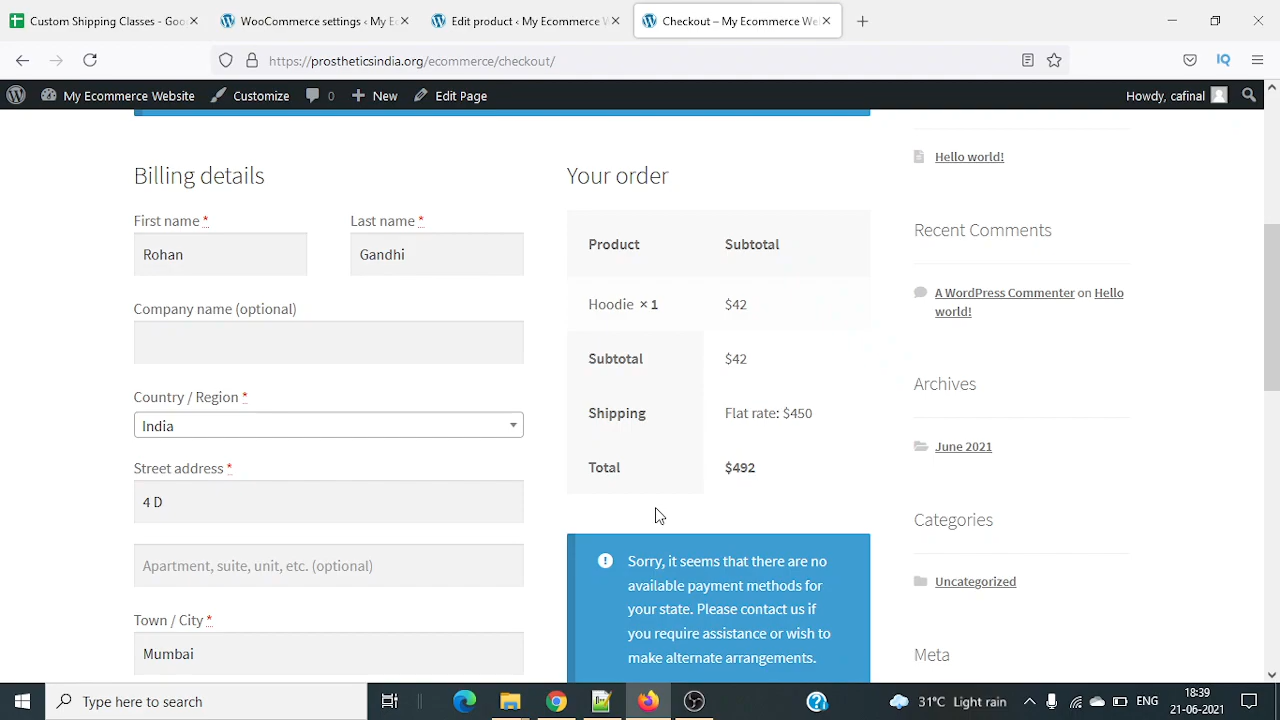 Custom Shipping Classes - Goo
WooCommerce settings ‹ My Ec
Edit product ‹ My Ecommerce W
Checkout – My Ecommerce We
https://prostheticsindia.org/ecommerce/checkout/
My Ecommerce Website
Customize
0
New
Edit Page
Howdy, cafinal
Billing details
First name *
Last name *
Rohan
Gandhi
Company name (optional)
Country / Region *
India
Street address *
4 D
Apartment, suite, unit, etc. (optional)
Town / City *
Mumbai
Your order
Product Subtotal
Hoodie × 1 $42
Subtotal $42
Shipping Flat rate: $450
Total $492
Sorry, it seems that there are no
available payment methods for
your state. Please contact us if
you require assistance or wish to
make alternate arrangements.
Hello world!
Recent Comments
A WordPress Commenter on Hello
world!
Archives
June 2021
Categories
Uncategorized
Meta
Type here to search
31°C Light rain
ENG
18:39
21-06-2021